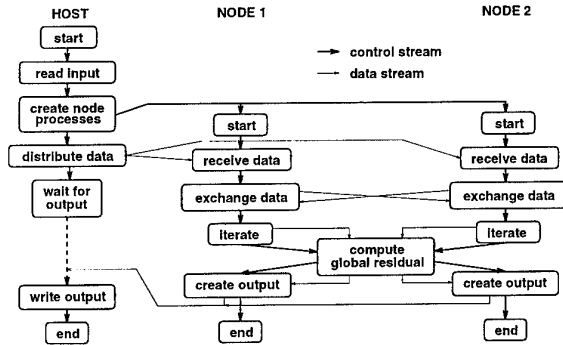 HOST
NODE 1
NODE 2
start
read input
create node
processes
distribute data
wait for
output
write output
end
control stream
data stream
start
receive data
exchange data
iterate
compute
global residual
create output
end
start
receive data
exchange data
iterate
create output
end